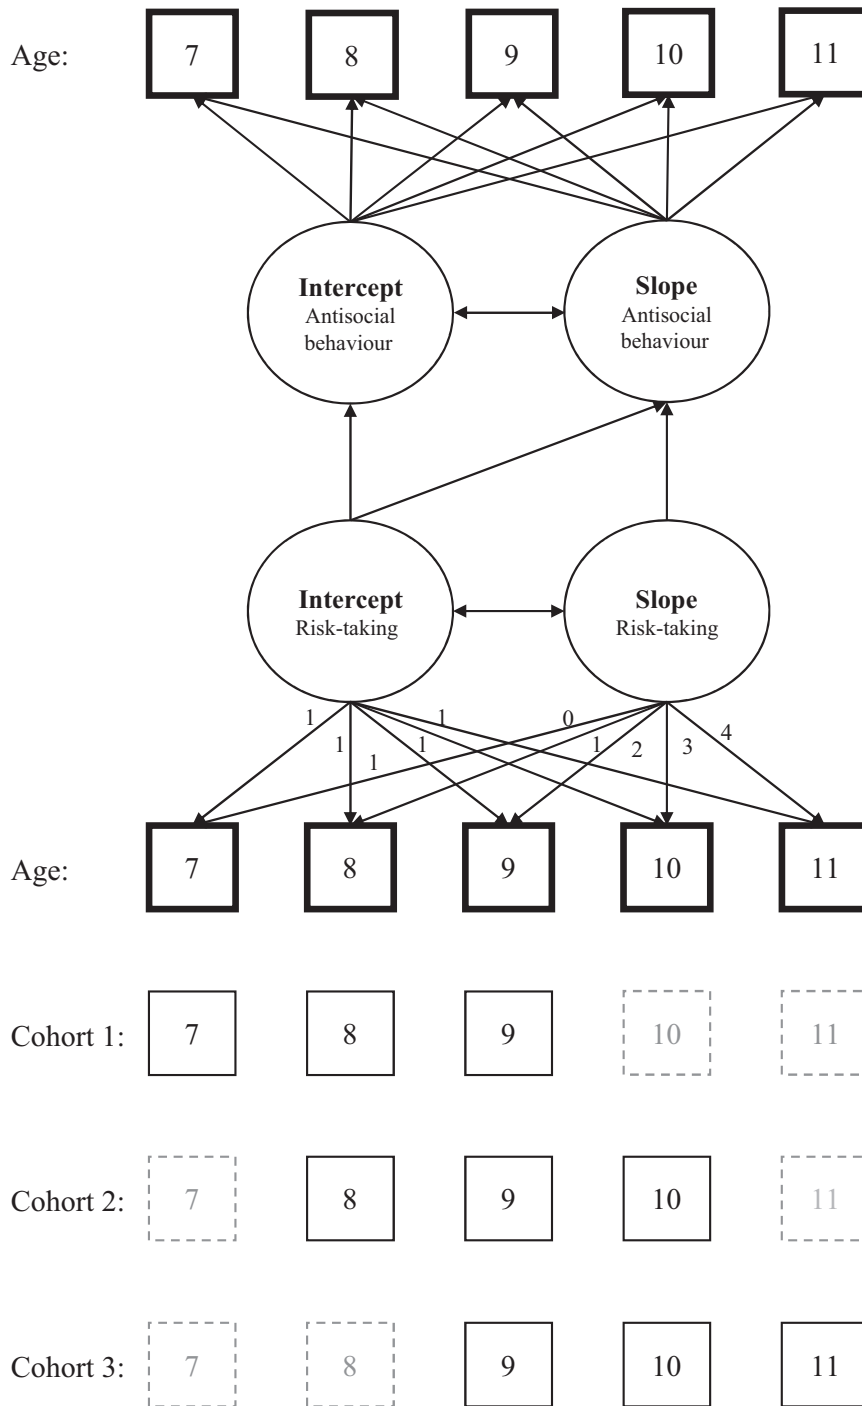 Age: 7 8 9 10 11
Intercept Slope
Antisocial Antisocial
behaviour behaviour
Intercept Slope
Risk-taking Risk-taking
1 1 0 4
1 1 1 2 3
1
Age: 7 8 9 10 11
Cohort 1: 7 8 9 10 11
Cohort 2: 7 8 9 10 11
Cohort 3: 7 8 9 10 11